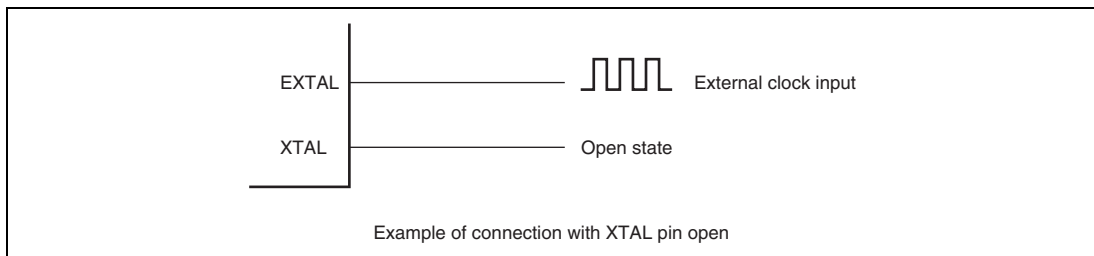 EXTAL External clock input
XTAL Open state
Example of connection with XTAL pin open